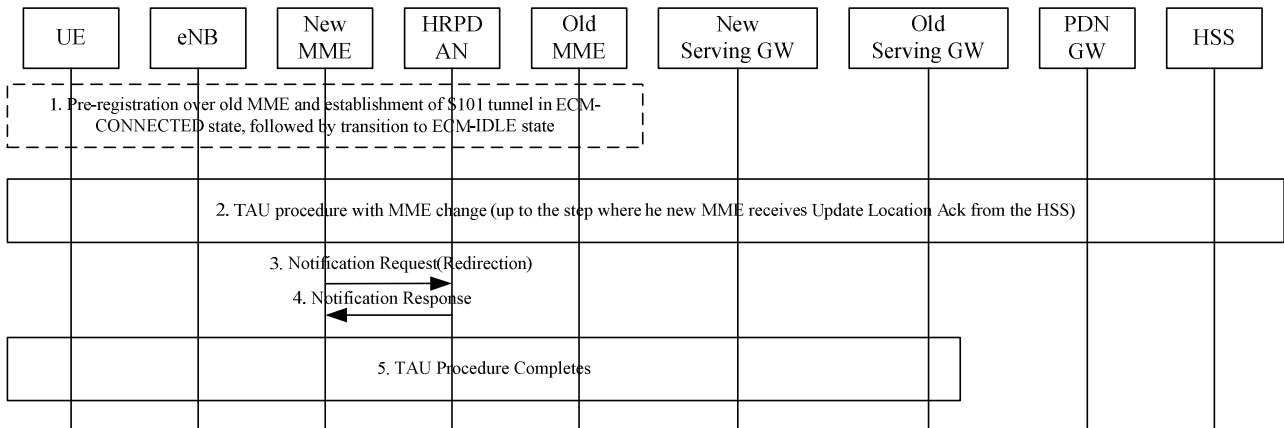 UE
eNB
New
MME
HRPD
AN
Old
MME
New
Serving GW
Old
Serving GW
PDN
GW
HSS
1. Pre-registration over old MME and establishment of S101 tunnel in ECM-
CONNECTED state, followed by transition to ECM-IDLE state
2. TAU procedure with MME change (up to the step where he new MME receives Update Location Ack from the HSS)
3. Notification Request(Redirection)
4. Notification Response
5. TAU Procedure Completes